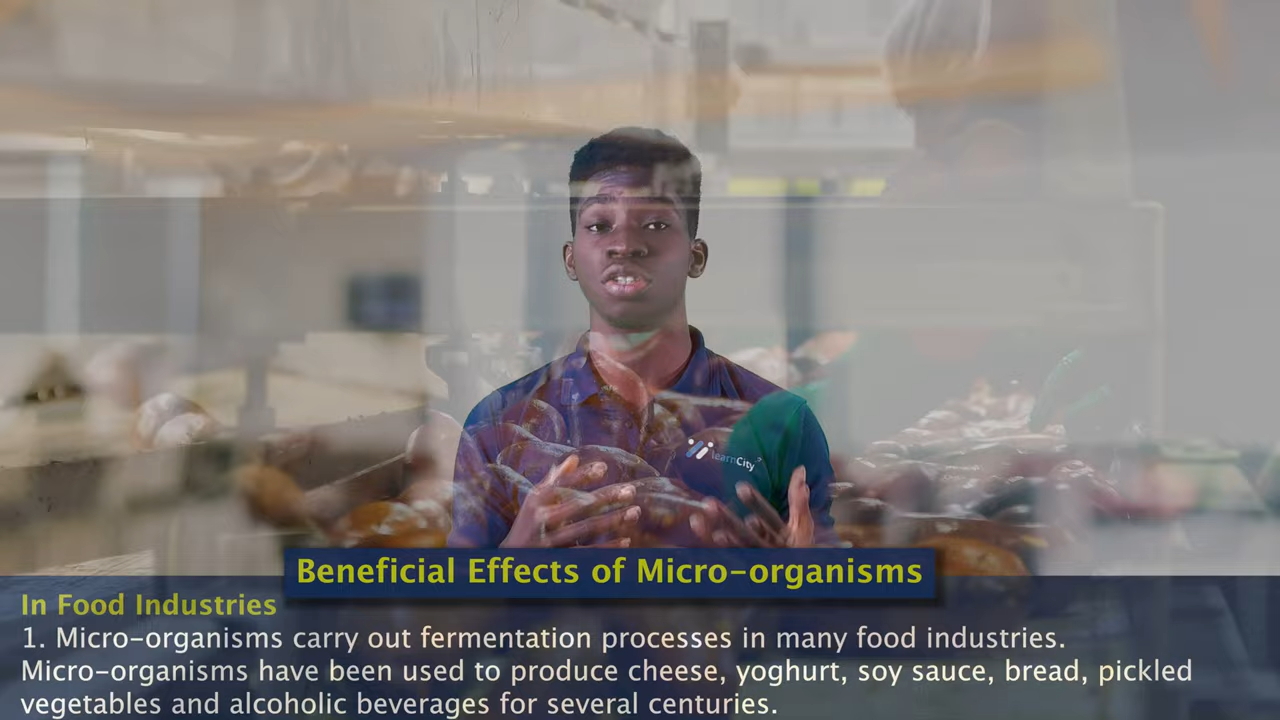 learnCity
Beneficial Effects of Micro-organisms
In Food Industries
1. Micro-organisms carry out fermentation processes in many food industries.
Micro-organisms have been used to produce cheese, yoghurt, soy sauce, bread, pickled
vegetables and alcoholic beverages for several centuries.